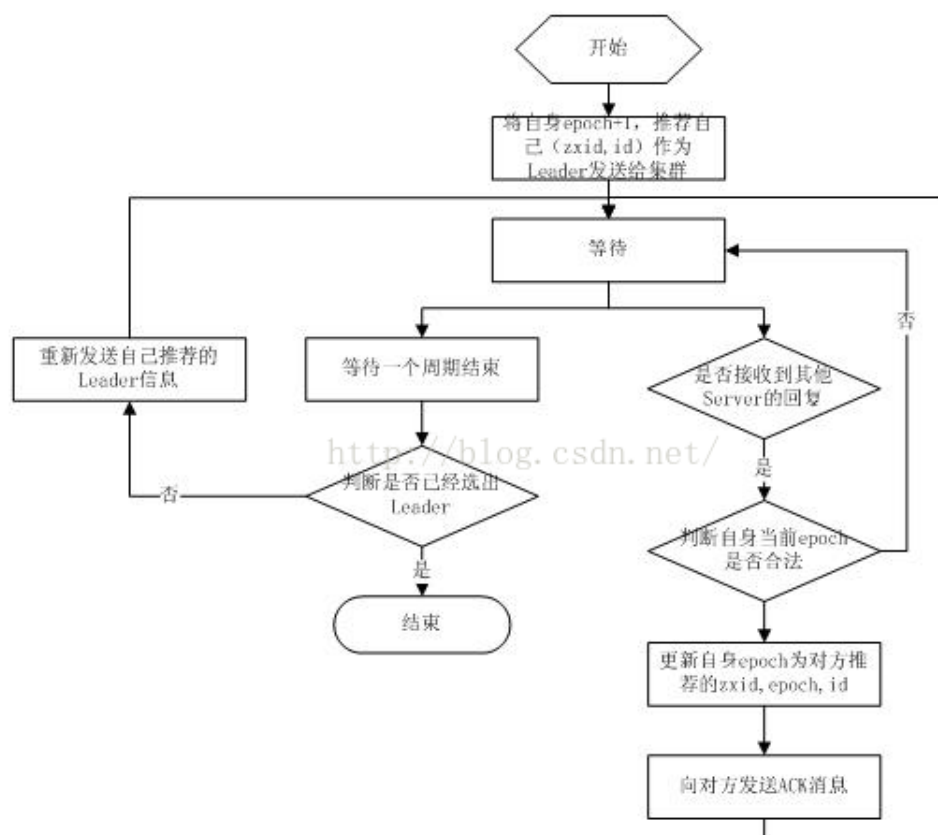 开始
将自身epoch+1，推荐自
己（zxid,id）作为
Leader发送给集群
等待
否
重新发送自己推荐的
Leader信息
等待一个周期结束
是否接收到其他
Server的回复
http://blog.csdn.net/
是
否
判断是否已经选出
Leader
判断自身当前epoch
是否合法
是
结束
更新自身epoch为对方推
荐的zxid,epoch,id
向对方发送ACK消息